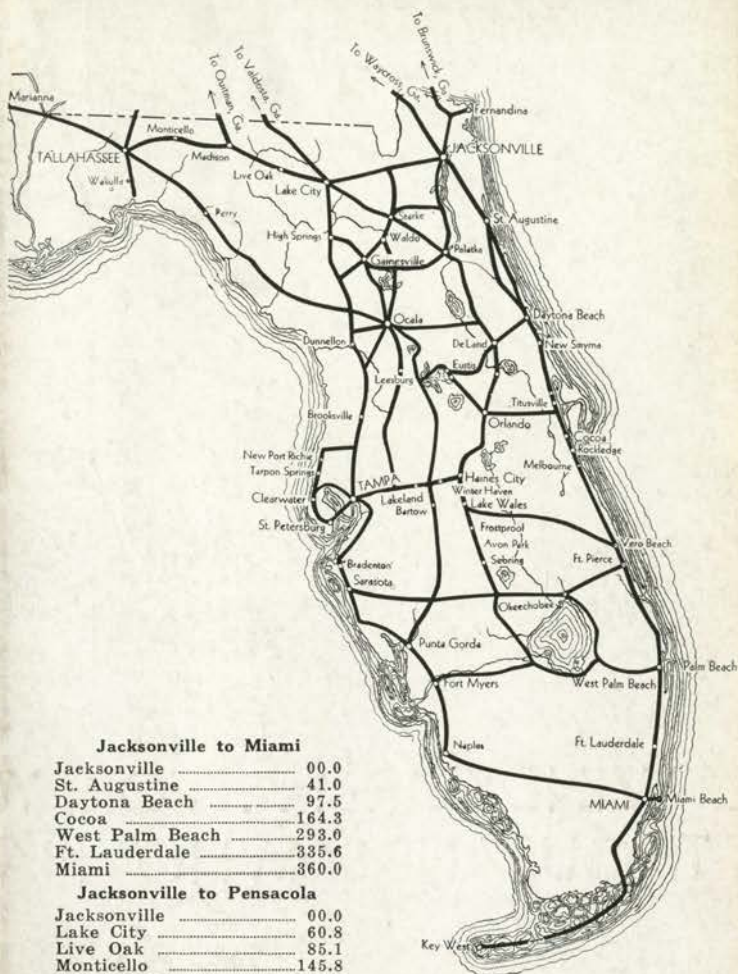 To Brunswick, Ga.
To Waycross, Ga.
To Valdosta, Ga.
To Quitman, Ga.
Marianna
Fernandina
Monticello
TALLAHASSEE
Madison
JACKSONVILLE
Wakulla
Live Oak
Lake City
Perry
Starke
St. Augustine
High Springs
Waldo
Palatka
Gainesville
Ocala
Daytona Beach
Dunnellon
DeLand
New Smyrna
Leesburg
Eustis
Titusville
Brooksville
Orlando
Cocoa
Rockledge
New Port Richie
Melbourne
Tarpon Springs
TAMPA
Haines City
Clearwater
Lakeland
Winter Haven
Bartow
Lake Wales
St. Petersburg
Frostproof
Avon Park
Vero Beach
Bradenton
Sebring
Ft. Pierce
Sarasota
Okeechobee
Punta Gorda
Palm Beach
Fort Myers
West Palm Beach
Naples
Ft. Lauderdale
MIAMI
Miami Beach
Key West
Jacksonville to Miami
Jacksonville ........ 00.0
St. Augustine ........ 41.0
Daytona Beach ........ 97.5
Cocoa ........ 164.3
West Palm Beach ........ 293.0
Ft. Lauderdale ........ 335.6
Miami ........ 360.0
Jacksonville to Pensacola
Jacksonville ........ 00.0
Lake City ........ 60.8
Live Oak ........ 85.1
Monticello ........ 145.8